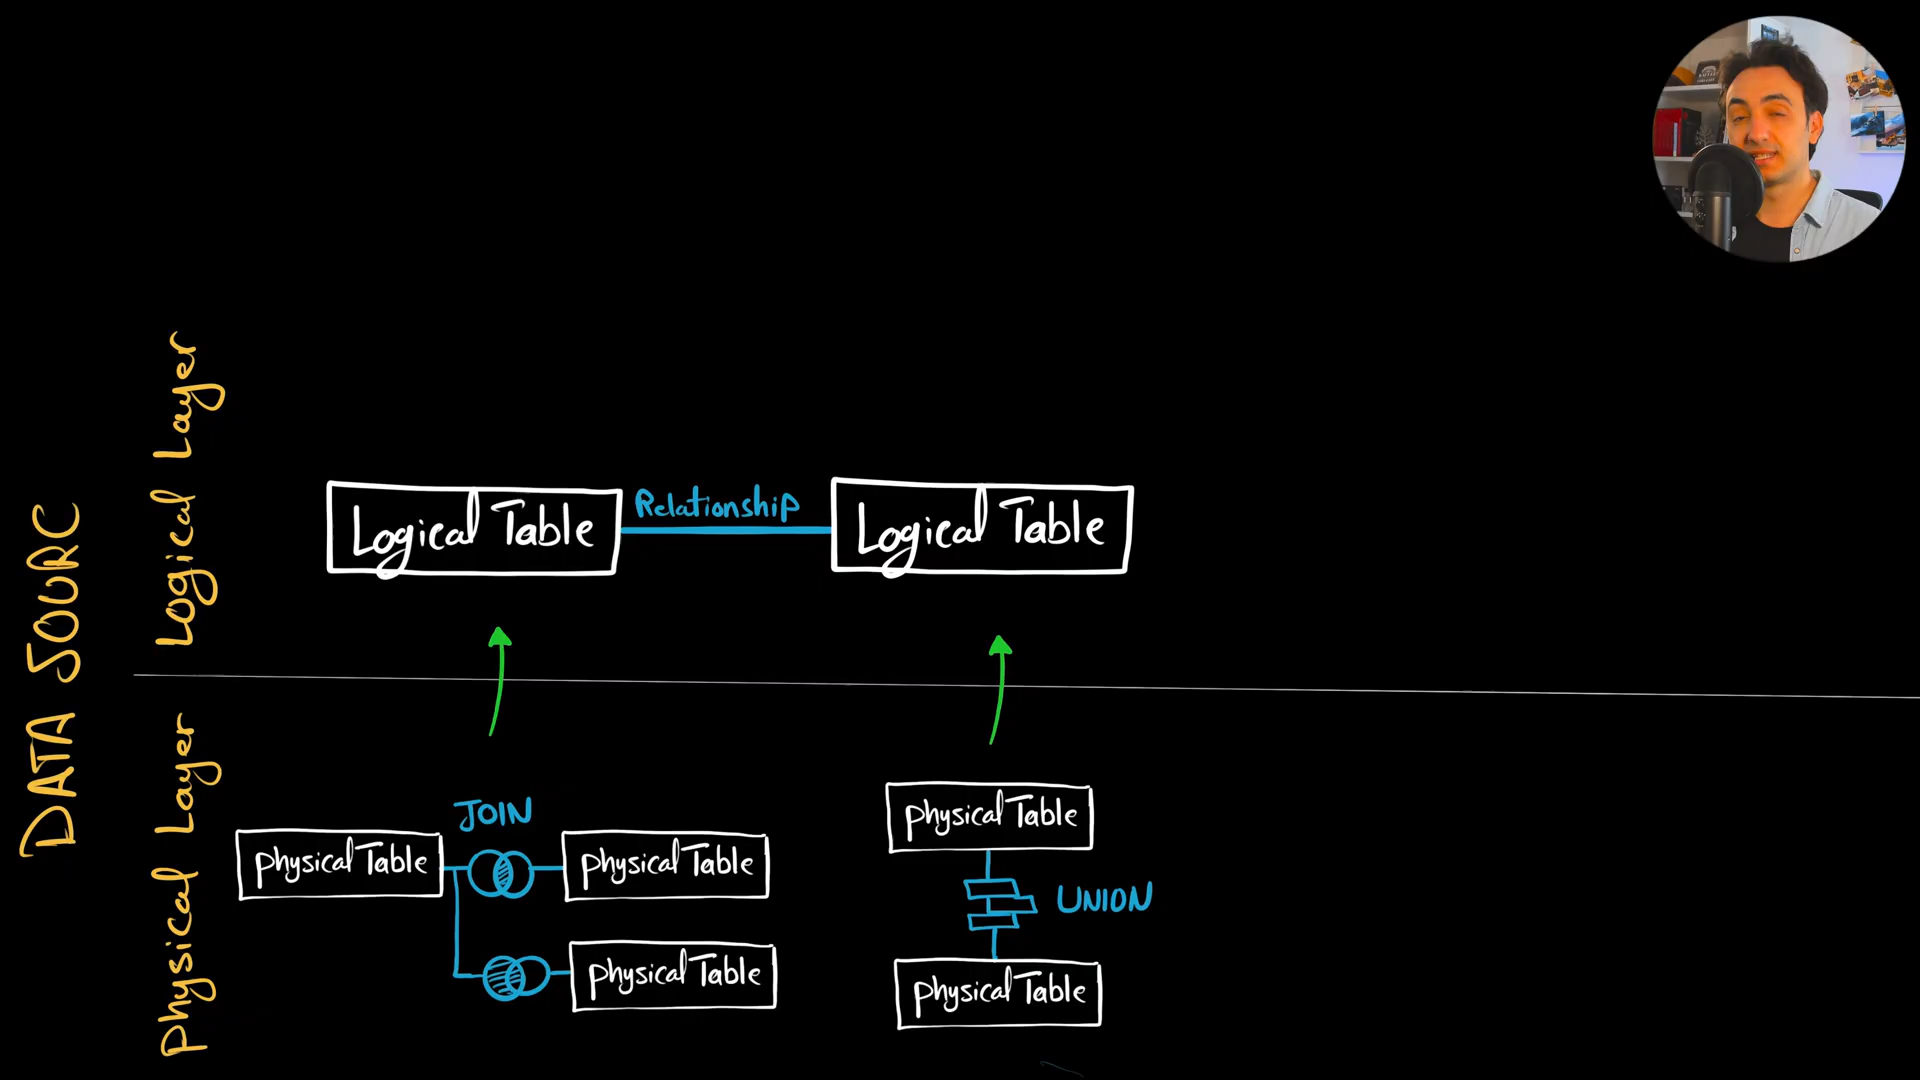 DATA SOURC
Logical Layer
Logical Table
Relationship
Logical Table
Physical Layer
JOIN
Physical Table
Physical Table
Physical Table
Physical Table
UNION
Physical Table